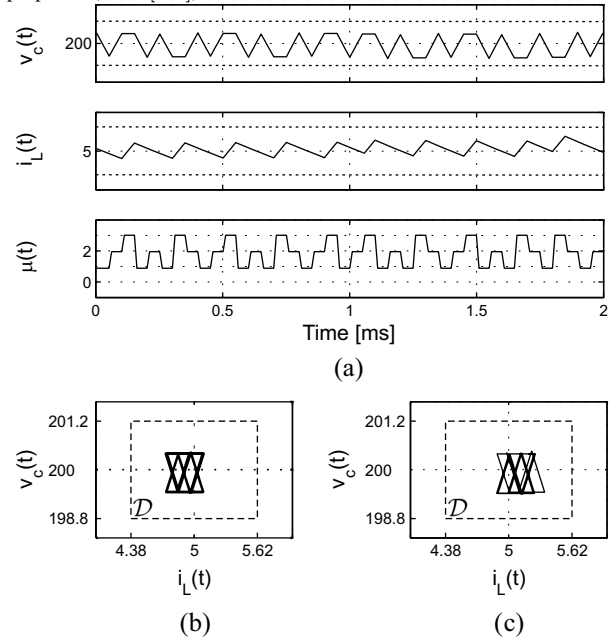 v_c(t)
200
i_L(t)
5
μ(t)
2
0
0
0.5
1
1.5
2
Time [ms]
(a)
v_c(t)
201.2
200
198.8
D
4.38
5
5.62
i_L(t)
(b)
v_c(t)
201.2
200
198.8
D
4.38
5
5.62
i_L(t)
(c)